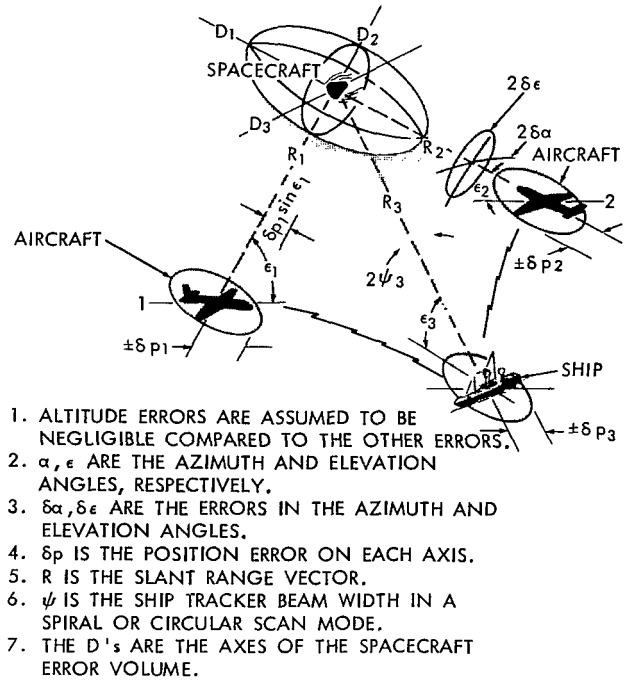 D1
D2
SPACECRAFT
D3
R1
R2
2δϵ
2δα
AIRCRAFT
ϵ2
2
R3
δp1 sin ϵ1
±δp2
AIRCRAFT
ϵ1
2ψ3
1
ϵ3
±δp1
SHIP
±δp3
1. ALTITUDE ERRORS ARE ASSUMED TO BE
NEGLIGIBLE COMPARED TO THE OTHER ERRORS.
2. α, ϵ ARE THE AZIMUTH AND ELEVATION
ANGLES, RESPECTIVELY.
3. δα, δϵ ARE THE ERRORS IN THE AZIMUTH AND
ELEVATION ANGLES.
4. δp IS THE POSITION ERROR ON EACH AXIS.
5. R IS THE SLANT RANGE VECTOR.
6. ψ IS THE SHIP TRACKER BEAM WIDTH IN A
SPIRAL OR CIRCULAR SCAN MODE.
7. THE D's ARE THE AXES OF THE SPACECRAFT
ERROR VOLUME.